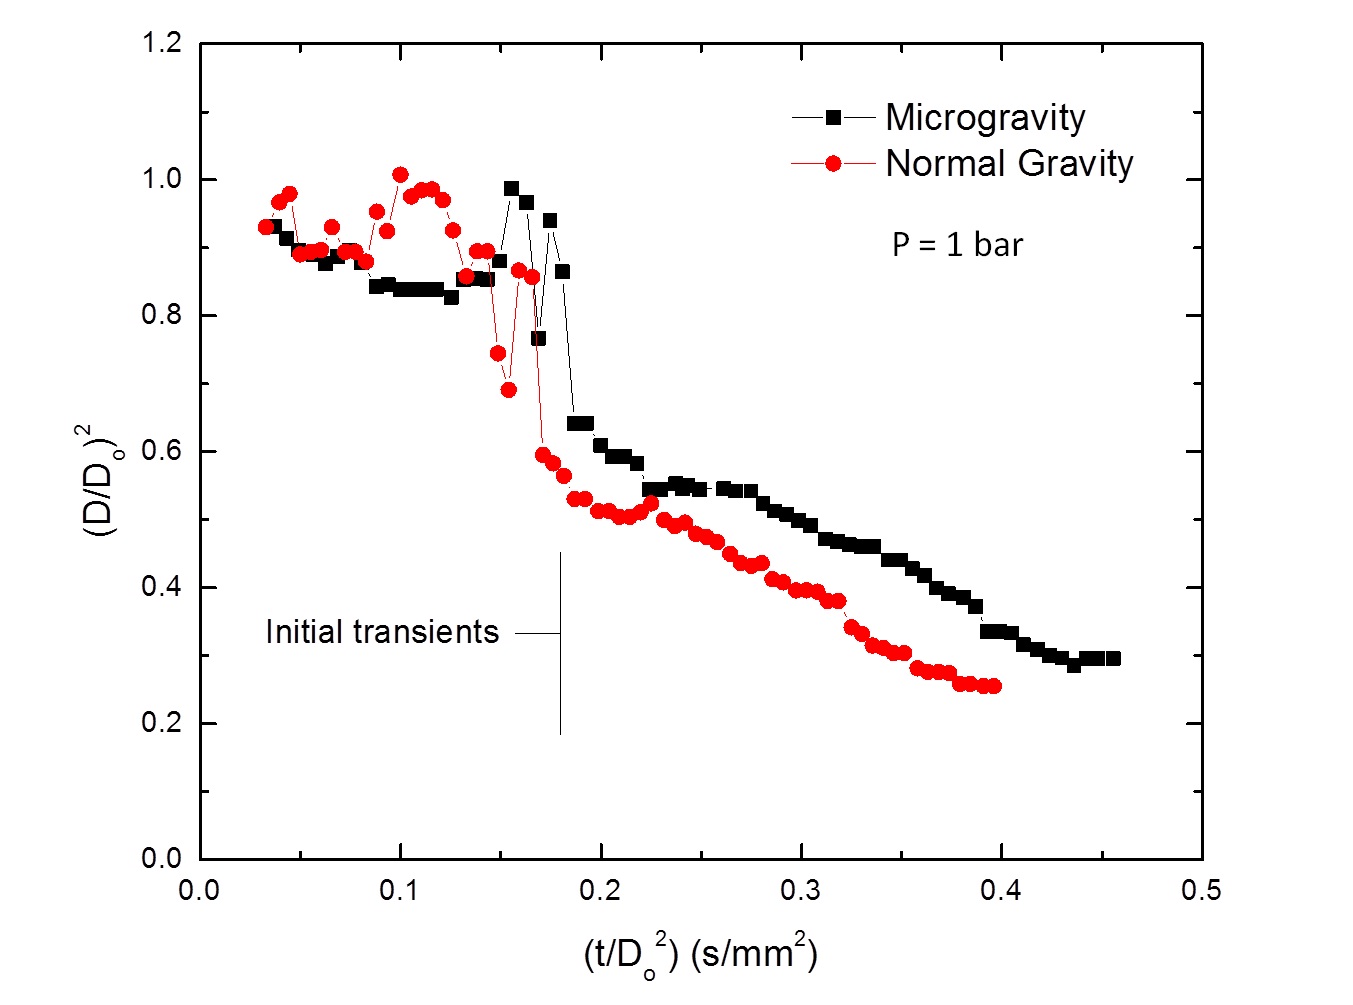 1.2
1.0
0.8
0.6
0.4
0.2
0.0
(D/Do)²
Microgravity
Normal Gravity
P = 1 bar
Initial transients
0.0 0.1 0.2 0.3 0.4 0.5
(t/Do²) (s/mm²)